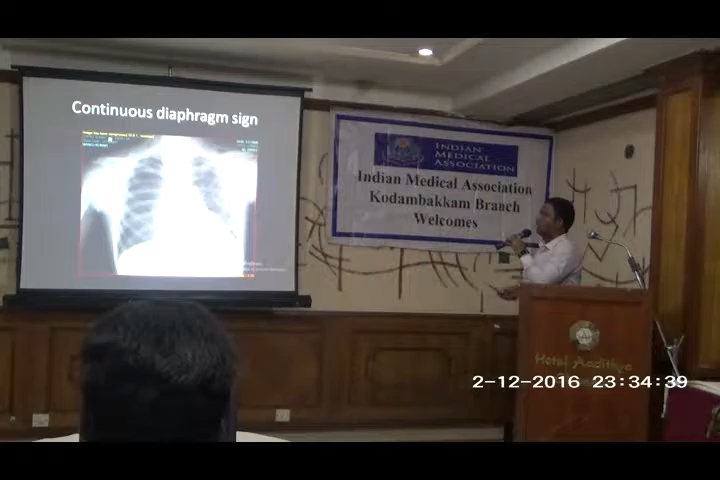 Continuous diaphragm sign
INDIAN
MEDICAL
ASSOCIATION
Indian Medical Association
Kodambakkam Branch
Welcomes
Hotel Aadithya
2-12-2016 23:34:39